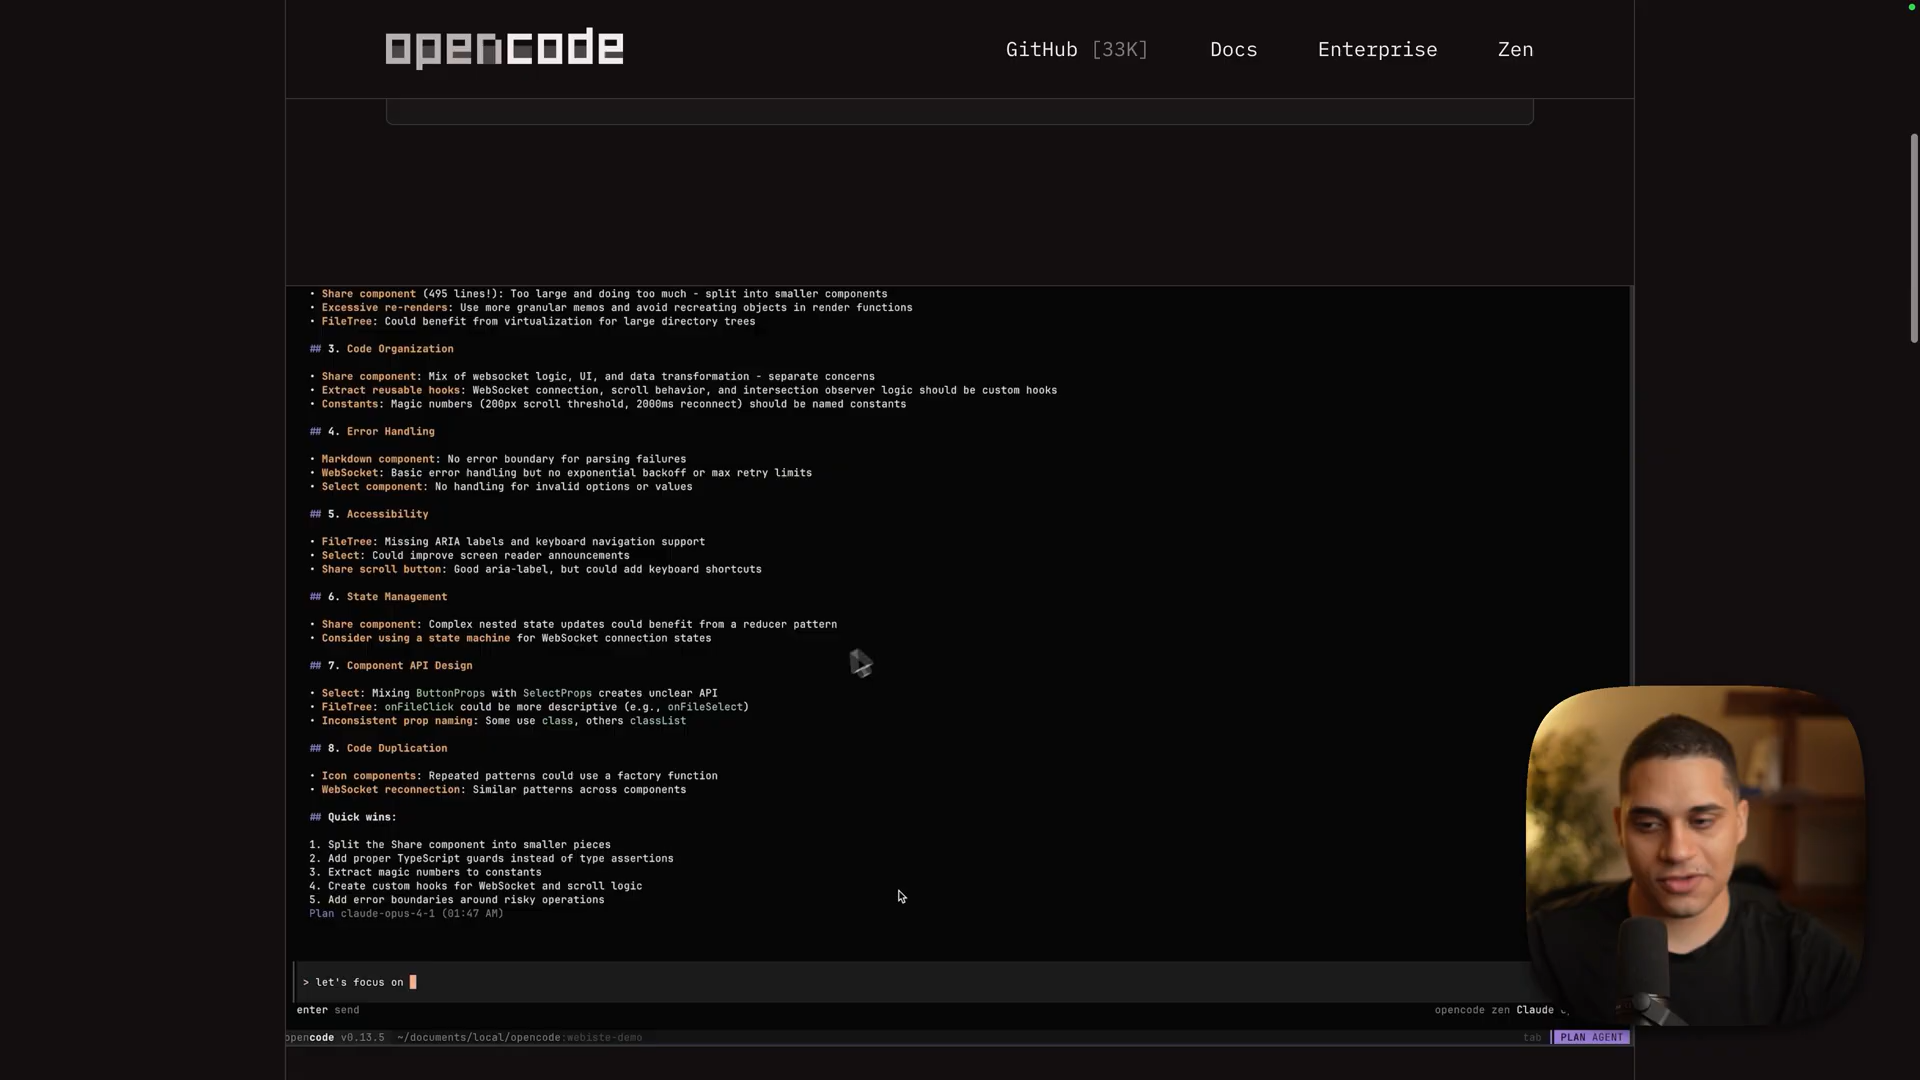 opencode
GitHub [33K]
Docs
Enterprise
Zen
• Share component (495 lines!): Too large and doing too much - split into smaller components
• Excessive re-renders: Use more granular memos and avoid recreating objects in render functions
• FileTree: Could benefit from virtualization for large directory trees
## 3. Code Organization
• Share component: Mix of websocket logic, UI, and data transformation - separate concerns
• Extract reusable hooks: WebSocket connection, scroll behavior, and intersection observer logic should be custom hooks
• Constants: Magic numbers (200px scroll threshold, 2000ms reconnect) should be named constants
## 4. Error Handling
• Markdown component: No error boundary for parsing failures
• WebSocket: Basic error handling but no exponential backoff or max retry limits
• Select component: No handling for invalid options or values
## 5. Accessibility
• FileTree: Missing ARIA labels and keyboard navigation support
• Select: Could improve screen reader announcements
• Share scroll button: Good aria-label, but could add keyboard shortcuts
## 6. State Management
• Share component: Complex nested state updates could benefit from a reducer pattern
• Consider using a state machine for WebSocket connection states
## 7. Component API Design
• Select: Mixing ButtonProps with SelectProps creates unclear API
• FileTree: onFileClick could be more descriptive (e.g., onFileSelect)
• Inconsistent prop naming: Some use class, others classList
## 8. Code Duplication
• Icon components: Repeated patterns could use a factory function
• WebSocket reconnection: Similar patterns across components
## Quick wins:
1. Split the Share component into smaller pieces
2. Add proper TypeScript guards instead of type assertions
3. Extract magic numbers to constants
4. Create custom hooks for WebSocket and scroll logic
5. Add error boundaries around risky operations
Plan claude-opus-4-1 (01:47 AM)
> let's focus on
enter send
opencode zen Claude
opencode v0.13.5 ~/documents/local/opencode:webiste-demo
tab
PLAN AGENT